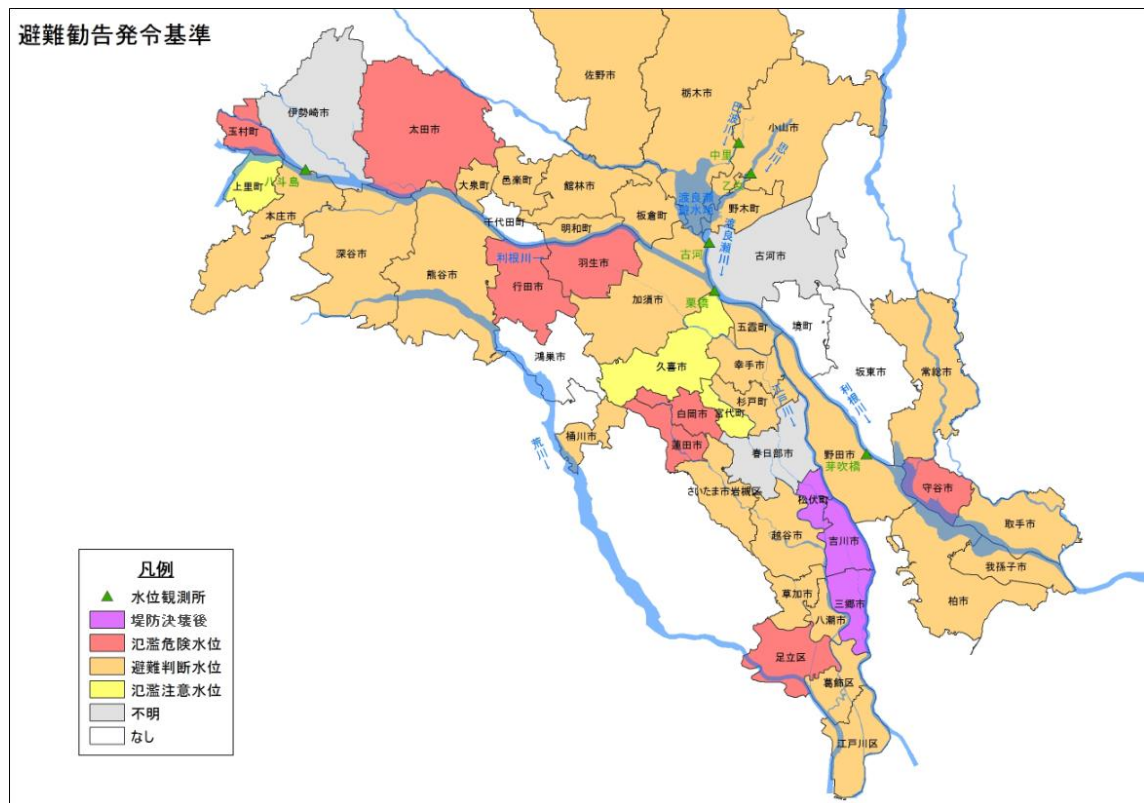 避難勧告発令基準
佐野市
栃木市
小山市
伊勢崎市
太田市
玉村町
上里町
八斗島
本庄市
深谷市
熊谷市
大泉町
邑楽町
館林市
千代田町
明和町
板倉町
巴波川→
思川→
中里
乙女
野木町
渡良瀬
遊水地
渡良瀬川→
古河
古河市
利根川→
羽生市
行田市
加須市
栗橋
五霞町
境町
鴻巣市
久喜市
幸手市
坂東市
常総市
杉戸町
江戸川→
利根川→
白岡市
宮代町
蓮田市
桶川市
荒川→
春日部市
野田市
芽吹橋
守谷市
さいたま市岩槻区
松伏町
越谷市
吉川市
取手市
我孫子市
柏市
草加市
三郷市
八潮市
足立区
葛飾区
江戸川区
凡例
水位観測所
堤防決壊後
氾濫危険水位
避難判断水位
氾濫注意水位
不明
なし